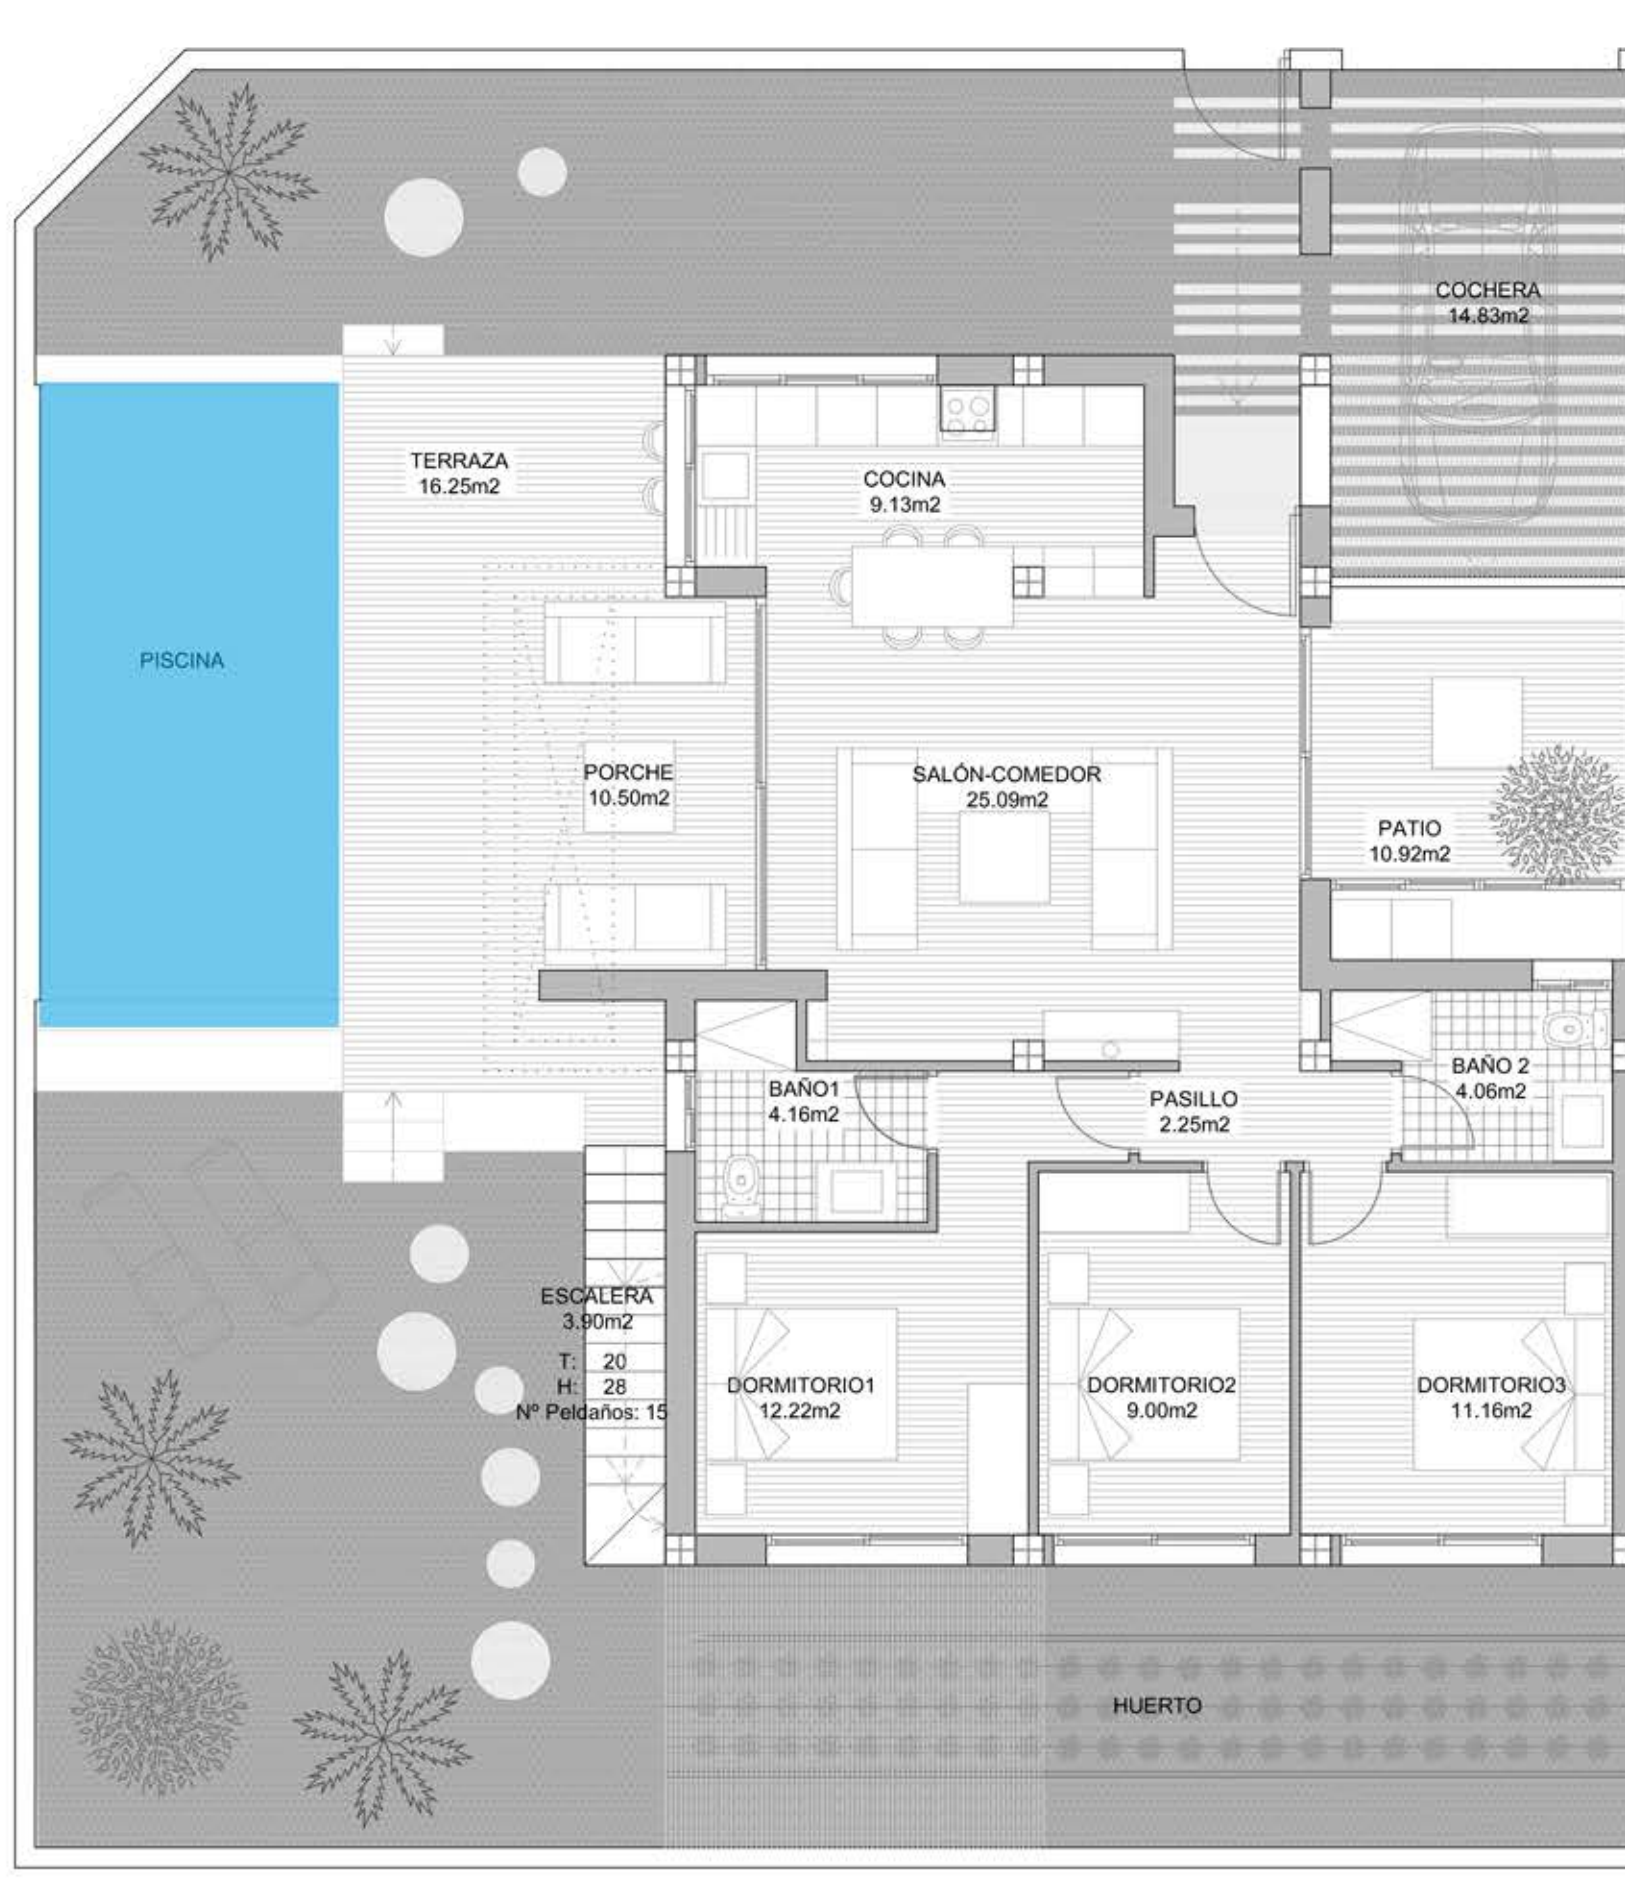 COCHERA
14.83m2
TERRAZA
16.25m2
COCINA
9.13m2
PISCINA
PORCHE
10.50m2
SALÓN-COMEDOR
25.09m2
PATIO
10.92m2
BAÑO1
4.16m2
PASILLO
2.25m2
BAÑO 2
4.06m2
ESCALERA
3.90m2
T: 20
H: 28
Nº Peldaños: 15
DORMITORIO1
12.22m2
DORMITORIO2
9.00m2
DORMITORIO3
11.16m2
HUERTO